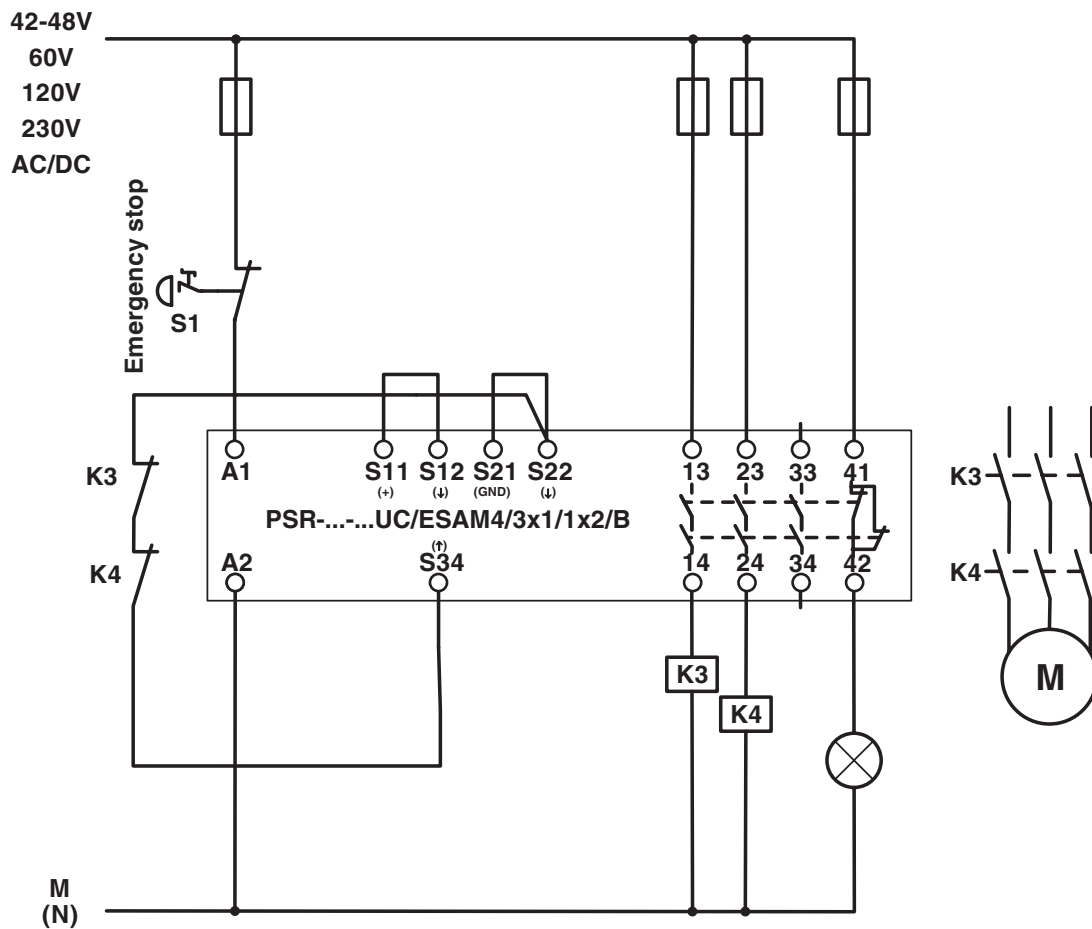 42-48V
60V
120V
230V
AC/DC
Emergency stop
S1
K3
K4
A1
S11 S12 S21 S22
(+) (↓) (GND) (↓)
13 23 33 41
PSR-...-...UC/ESAM4/3x1/1x2/B
(↑)
A2
S34
14 24 34 42
K3
K4
K3
K4
M
M
(N)